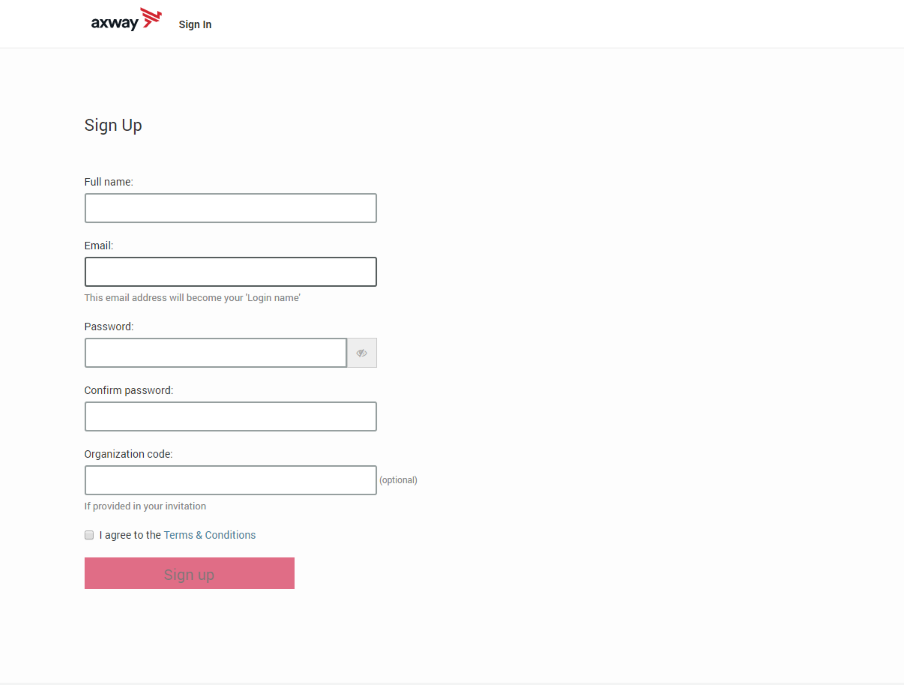 axway
Sign In
Sign Up
Full name:
Email:
This email address will become your 'Login name'
Password:
Confirm password:
Organization code:
(optional)
If provided in your invitation
I agree to the Terms & Conditions
Sign up